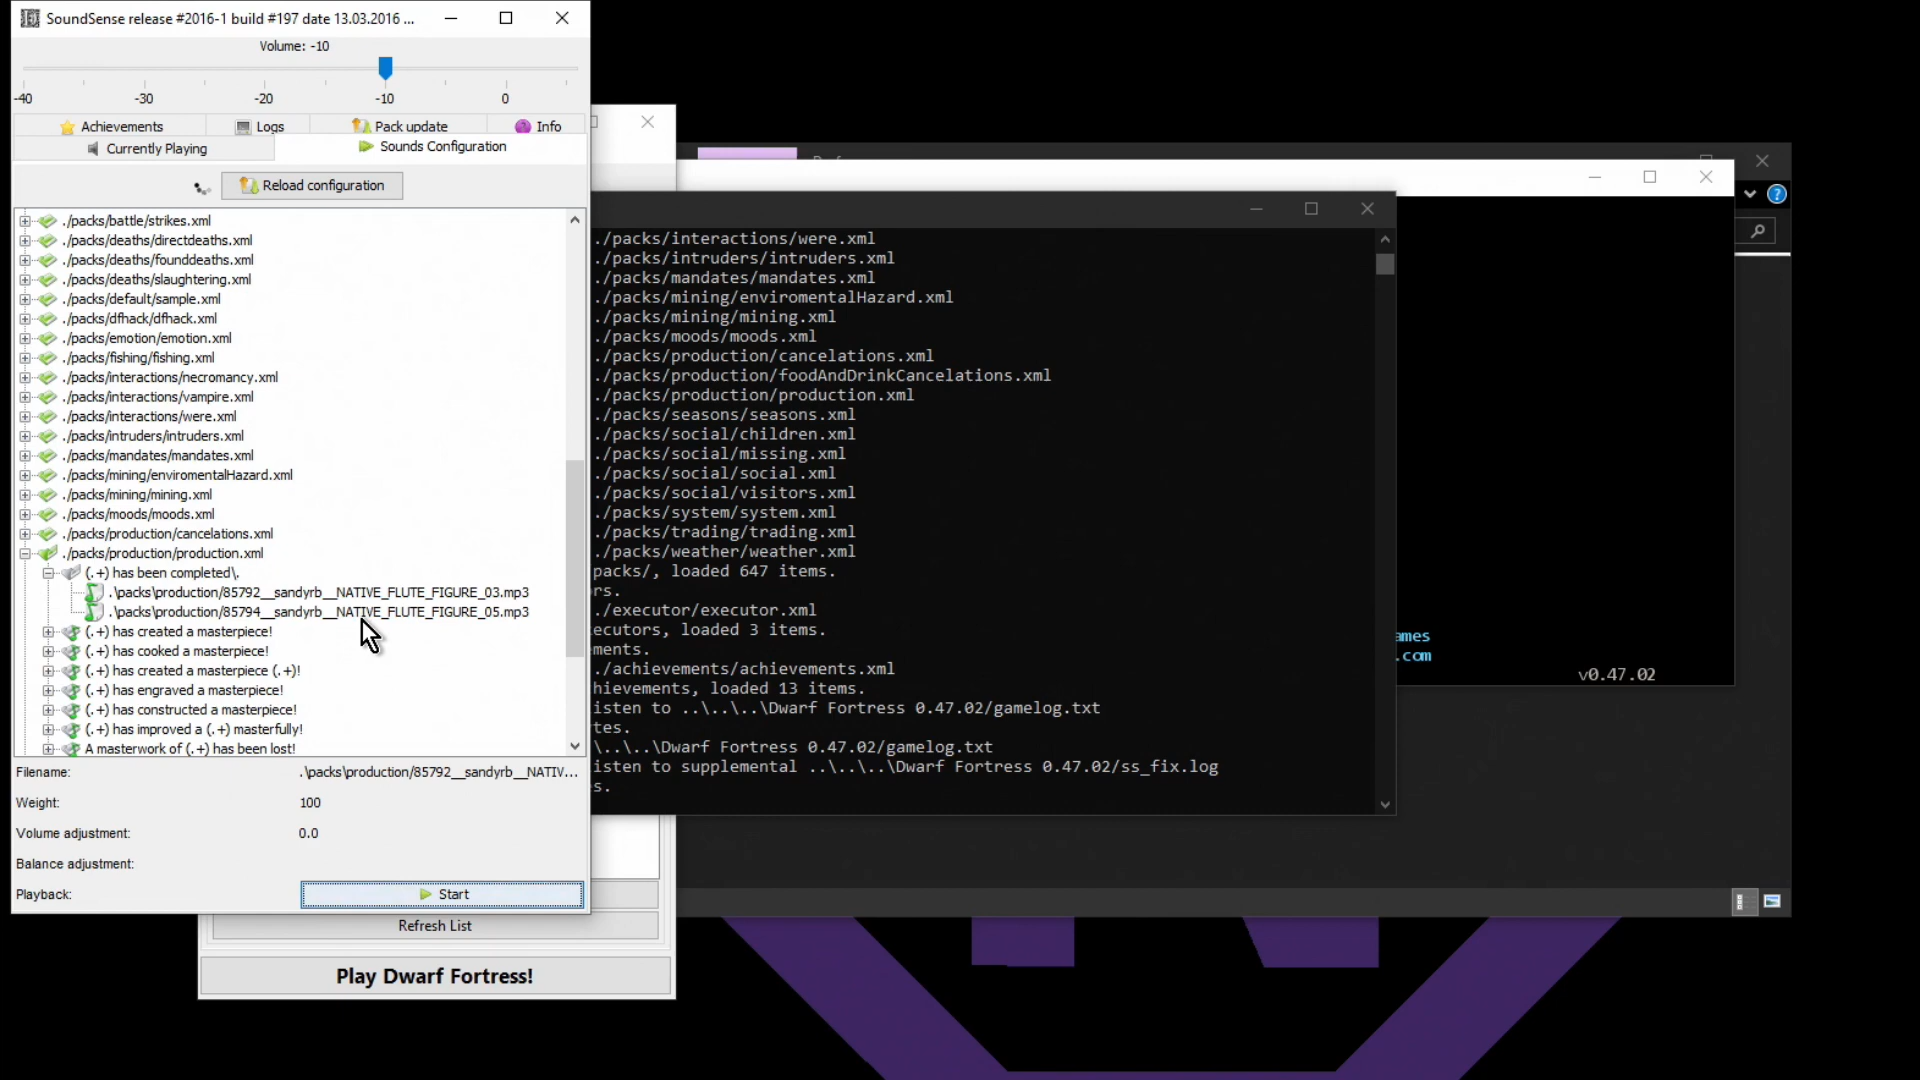 SoundSense release #2016-1 build #197 date 13.03.2016 ...
Volume: -10
-40 -30 -20 -10 0
Achievements Logs Pack update Info
Currently Playing Sounds Configuration
Reload configuration
./packs/battle/strikes.xml
./packs/deaths/directdeaths.xml
./packs/deaths/founddeaths.xml
./packs/deaths/slaughtering.xml
./packs/default/sample.xml
./packs/dfhack/dfhack.xml
./packs/emotion/emotion.xml
./packs/fishing/fishing.xml
./packs/interactions/necromancy.xml
./packs/interactions/vampire.xml
./packs/interactions/were.xml
./packs/intruders/intruders.xml
./packs/mandates/mandates.xml
./packs/mining/enviromentalHazard.xml
./packs/mining/mining.xml
./packs/moods/moods.xml
./packs/production/cancelations.xml
./packs/production/production.xml
(.+) has been completed\.
.\packs\production/85792__sandyrb__NATIVE_FLUTE_FIGURE_03.mp3
.\packs\production/85794__sandyrb__NATIVE_FLUTE_FIGURE_05.mp3
(.+) has created a masterpiece!
(.+) has cooked a masterpiece!
(.+) has created a masterpiece (.+)!
(.+) has engraved a masterpiece!
(.+) has constructed a masterpiece!
(.+) has improved a (.+) masterfully!
A masterwork of (.+) has been lost!
Filename: .\packs\production/85792__sandyrb__NATIV...
Weight: 100
Volume adjustment: 0.0
Balance adjustment:
Playback: Start
Refresh List
Play Dwarf Fortress!
./packs/interactions/were.xml
./packs/intruders/intruders.xml
./packs/mandates/mandates.xml
./packs/mining/enviromentalHazard.xml
./packs/mining/mining.xml
./packs/moods/moods.xml
./packs/production/cancelations.xml
./packs/production/foodAndDrinkCancelations.xml
./packs/production/production.xml
./packs/seasons/seasons.xml
./packs/social/children.xml
./packs/social/missing.xml
./packs/social/social.xml
./packs/social/visitors.xml
./packs/system/system.xml
./packs/trading/trading.xml
./packs/weather/weather.xml
packs/, loaded 647 items.
rs.
./executor/executor.xml
ecutors, loaded 3 items.
ments.
./achievements/achievements.xml
hievements, loaded 13 items.
isten to ..\..\..\Dwarf Fortress 0.47.02/gamelog.txt
tes.
\..\..\Dwarf Fortress 0.47.02/gamelog.txt
isten to supplemental ..\..\..\Dwarf Fortress 0.47.02/ss_fix.log
s.
ames
.com
v0.47.02